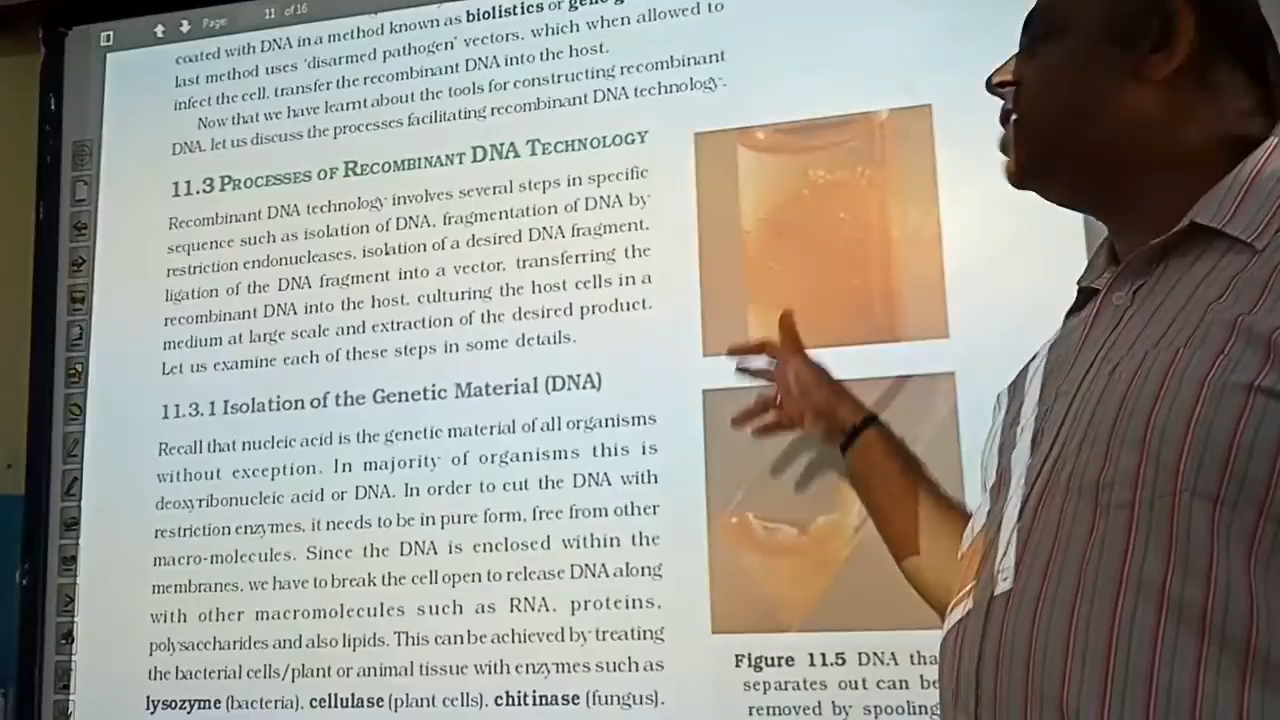 Page: 11 of 16
coated with DNA in a method known as biolistics or
last method uses 'disarmed pathogen' vectors, which when allowed to
infect the cell, transfer the recombinant DNA into the host.
Now that we have learnt about the tools for constructing recombinant
DNA, let us discuss the processes facilitating recombinant DNA technology.
11.3 PROCESSES OF RECOMBINANT DNA TECHNOLOGY
Recombinant DNA technology involves several steps in specific
sequence such as isolation of DNA, fragmentation of DNA by
restriction endonucleases, isolation of a desired DNA fragment,
ligation of the DNA fragment into a vector, transferring the
recombinant DNA into the host, culturing the host cells in a
medium at large scale and extraction of the desired product.
Let us examine each of these steps in some details.
11.3.1 Isolation of the Genetic Material (DNA)
Recall that nucleic acid is the genetic material of all organisms
without exception. In majority of organisms this is
deoxyribonucleic acid or DNA. In order to cut the DNA with
restriction enzymes, it needs to be in pure form, free from other
macro-molecules. Since the DNA is enclosed within the
membranes, we have to break the cell open to release DNA along
with other macromolecules such as RNA, proteins,
polysaccharides and also lipids. This can be achieved by treating
the bacterial cells/plant or animal tissue with enzymes such as
lysozyme (bacteria), cellulase (plant cells), chitinase (fungus).
Figure 11.5 DNA tha
separates out can be
removed by spooling